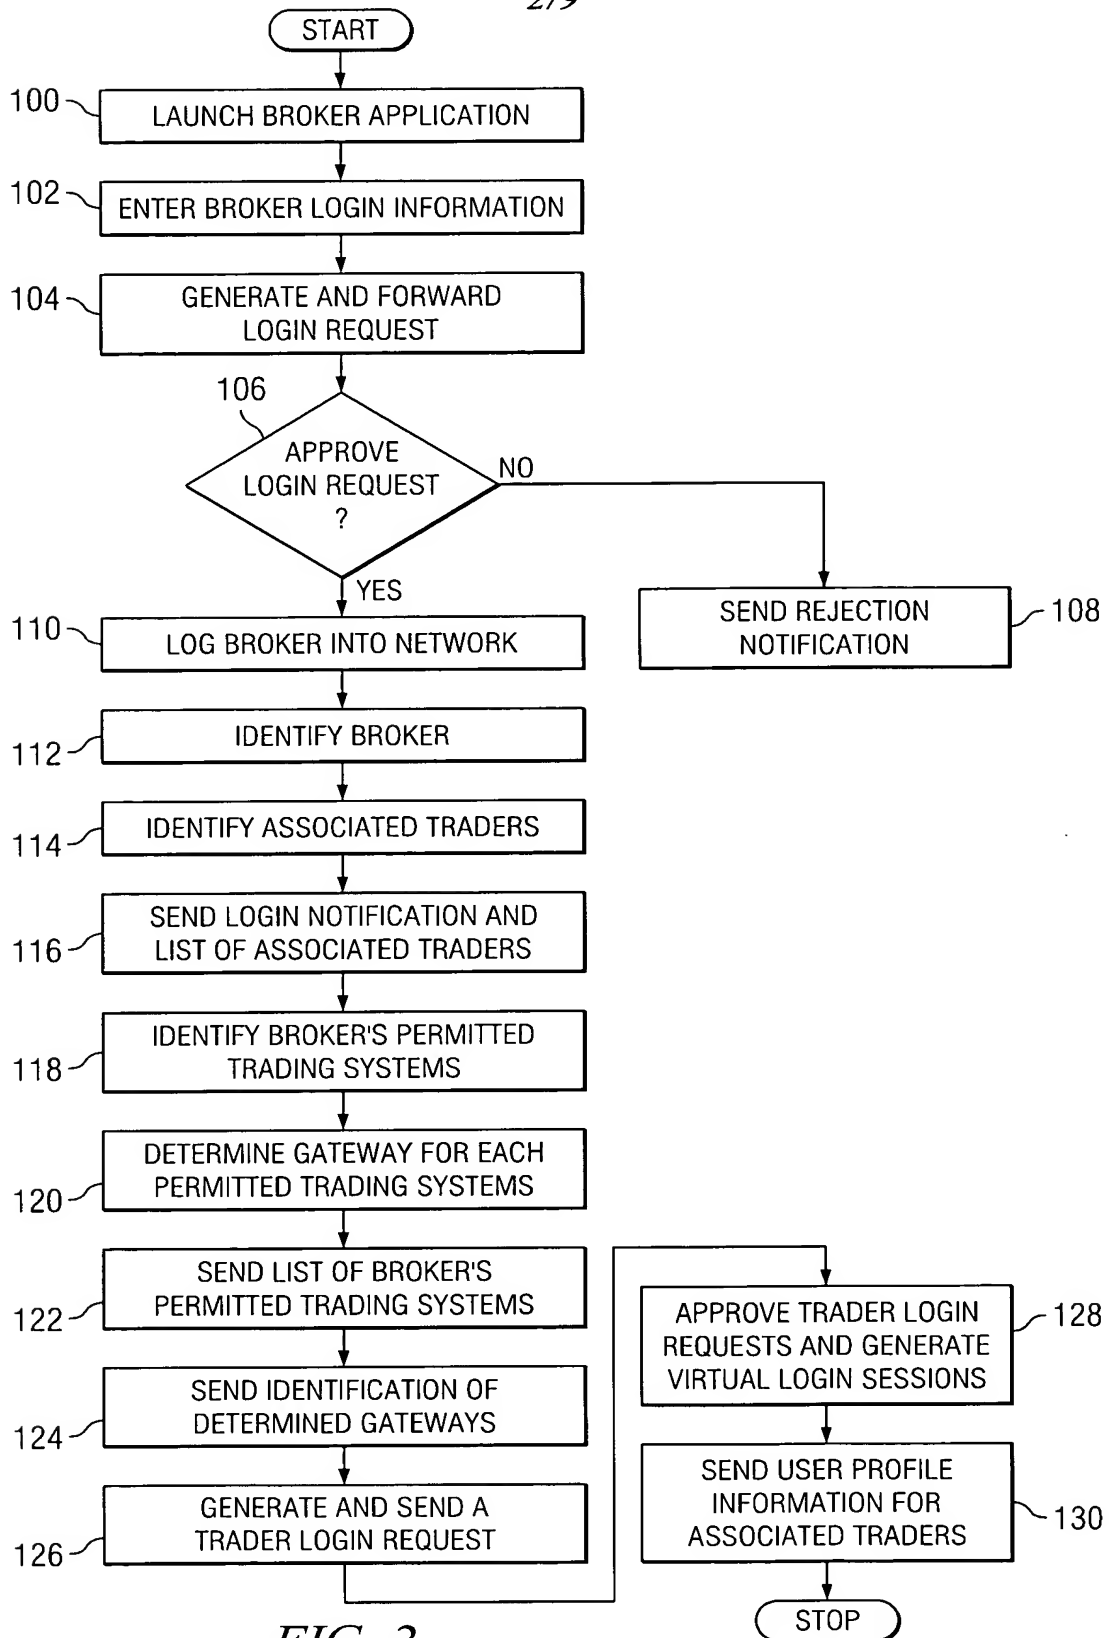 START
100
LAUNCH BROKER APPLICATION
102
ENTER BROKER LOGIN INFORMATION
104
GENERATE AND FORWARD
LOGIN REQUEST
106
APPROVE
LOGIN REQUEST
?
NO
YES
SEND REJECTION
NOTIFICATION
108
110
LOG BROKER INTO NETWORK
112
IDENTIFY BROKER
114
IDENTIFY ASSOCIATED TRADERS
116
SEND LOGIN NOTIFICATION AND
LIST OF ASSOCIATED TRADERS
118
IDENTIFY BROKER'S PERMITTED
TRADING SYSTEMS
120
DETERMINE GATEWAY FOR EACH
PERMITTED TRADING SYSTEMS
122
SEND LIST OF BROKER'S
PERMITTED TRADING SYSTEMS
124
SEND IDENTIFICATION OF
DETERMINED GATEWAYS
126
GENERATE AND SEND A
TRADER LOGIN REQUEST
APPROVE TRADER LOGIN
REQUESTS AND GENERATE
VIRTUAL LOGIN SESSIONS
128
SEND USER PROFILE
INFORMATION FOR
ASSOCIATED TRADERS
130
STOP
FIG.